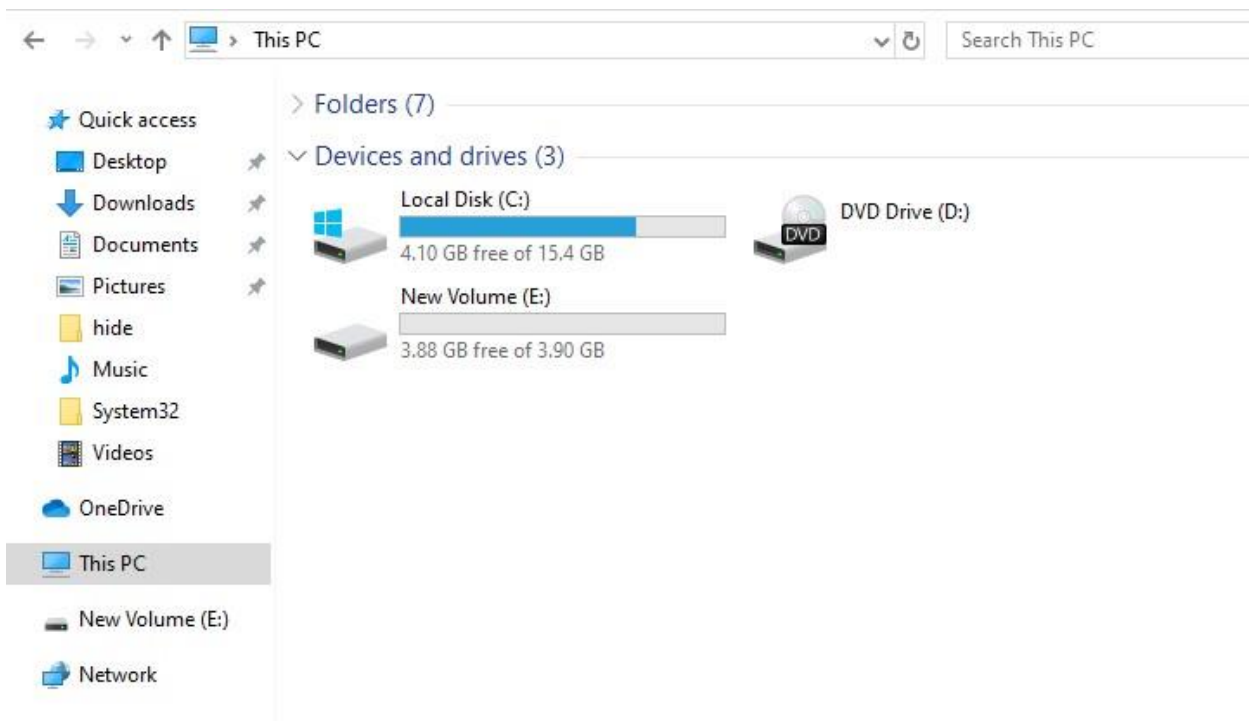 This PC
Search This PC
Quick access
Desktop
Downloads
Documents
Pictures
hide
Music
System32
Videos
OneDrive
This PC
New Volume (E:)
Network
Folders (7)
Devices and drives (3)
Local Disk (C:)
4.10 GB free of 15.4 GB
DVD
DVD Drive (D:)
New Volume (E:)
3.88 GB free of 3.90 GB